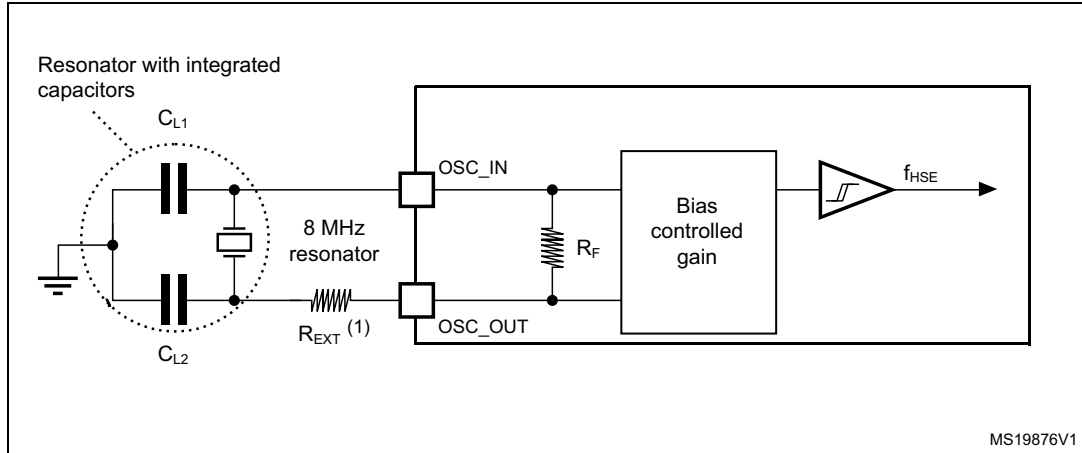 Resonator with integrated
capacitors
CL1
OSC_IN
fHSE
8 MHz
resonator
RF
Bias
controlled
gain
REXT (1)
OSC_OUT
CL2
MS19876V1